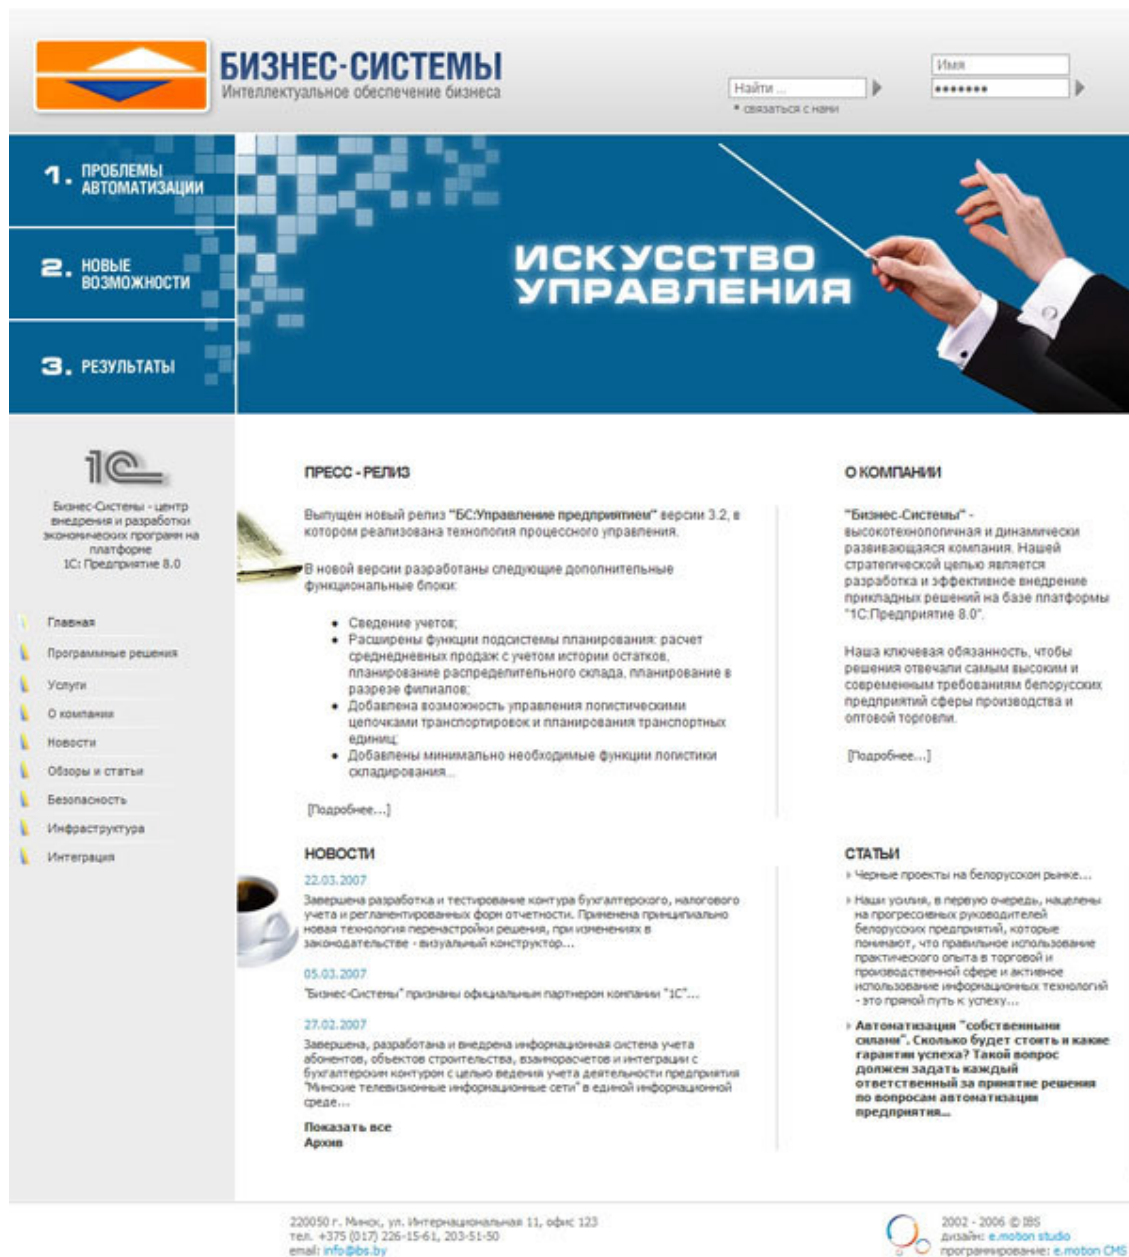 БИЗНЕС-СИСТЕМЫ
Интеллектуальное обеспечение бизнеса
Имя
Найти ...
•••••••
* связаться с нами
1. ПРОБЛЕМЫ
АВТОМАТИЗАЦИИ
2. НОВЫЕ
ВОЗМОЖНОСТИ
3. РЕЗУЛЬТАТЫ
ИСКУССТВО
УПРАВЛЕНИЯ
1С
Бизнес-Системы - центр
внедрения и разработки
экономических программ на
платформе
1С: Предприятие 8.0
Главная
Программные решения
Услуги
О компании
Новости
Обзоры и статьи
Безопасность
Инфраструктура
Интеграция
ПРЕСС - РЕЛИЗ
Выпущен новый релиз "БС:Управление предприятием" версии 3.2, в
котором реализована технология процессного управления.
В новой версии разработаны следующие дополнительные
функциональные блоки:
• Сведение учетов;
• Расширены функции подсистемы планирования: расчет
среднедневных продаж с учетом истории остатков,
планирование распределительного склада, планирование в
разрезе филиалов;
• Добавлена возможность управления логистическими
цепочками транспортировок и планирования транспортных
единиц;
• Добавлены минимально необходимые функции логистики
складирования...
[Подробнее...]
О КОМПАНИИ
"Бизнес-Системы" -
высокотехнологичная и динамически
развивающаяся компания. Нашей
стратегической целью является
разработка и эффективное внедрение
прикладных решений на базе платформы
"1С:Предприятие 8.0".
Наша ключевая обязанность, чтобы
решения отвечали самым высоким и
современным требованиям белорусских
предприятий сферы производства и
оптовой торговли.
[Подробнее...]
НОВОСТИ
22.03.2007
Завершена разработка и тестирование контура бухгалтерского, налогового
учета и регламентированных форм отчетности. Применена принципиально
новая технология перенастройки решения, при изменениях в
законодательстве - визуальный конструктор...
05.03.2007
"Бизнес-Системы" признаны официальным партнером компании "1С"...
27.02.2007
Завершена, разработана и внедрена информационная система учета
абонентов, объектов строительства, взаиморасчетов и интеграции с
бухгалтерским контуром с целью ведения учета деятельности предприятия
"Минские телевизионные информационные сети" в единой информационной
среде...
Показать все
Архив
СТАТЬИ
Черные проекты на белорусском рынке...
Наши усилия, в первую очередь, нацелены
на прогрессивных руководителей
белорусских предприятий, которые
понимают, что правильное использование
практического опыта в торговой и
производственной сфере и активное
использование информационных технологий
- это прямой путь к успеху...
Автоматизация "собственными
силами". Сколько будет стоить и какие
гарантии успеха? Такой вопрос
должен задать каждый
ответственный за принятие решения
по вопросам автоматизации
предприятия...
220050 г. Минск, ул. Интернациональная 11, офис 123
тел. +375 (017) 226-15-61, 203-51-50
email: info@bs.by
2002 - 2006 © IBS
дизайн: e.motion studio
программирование: e.motion CMS